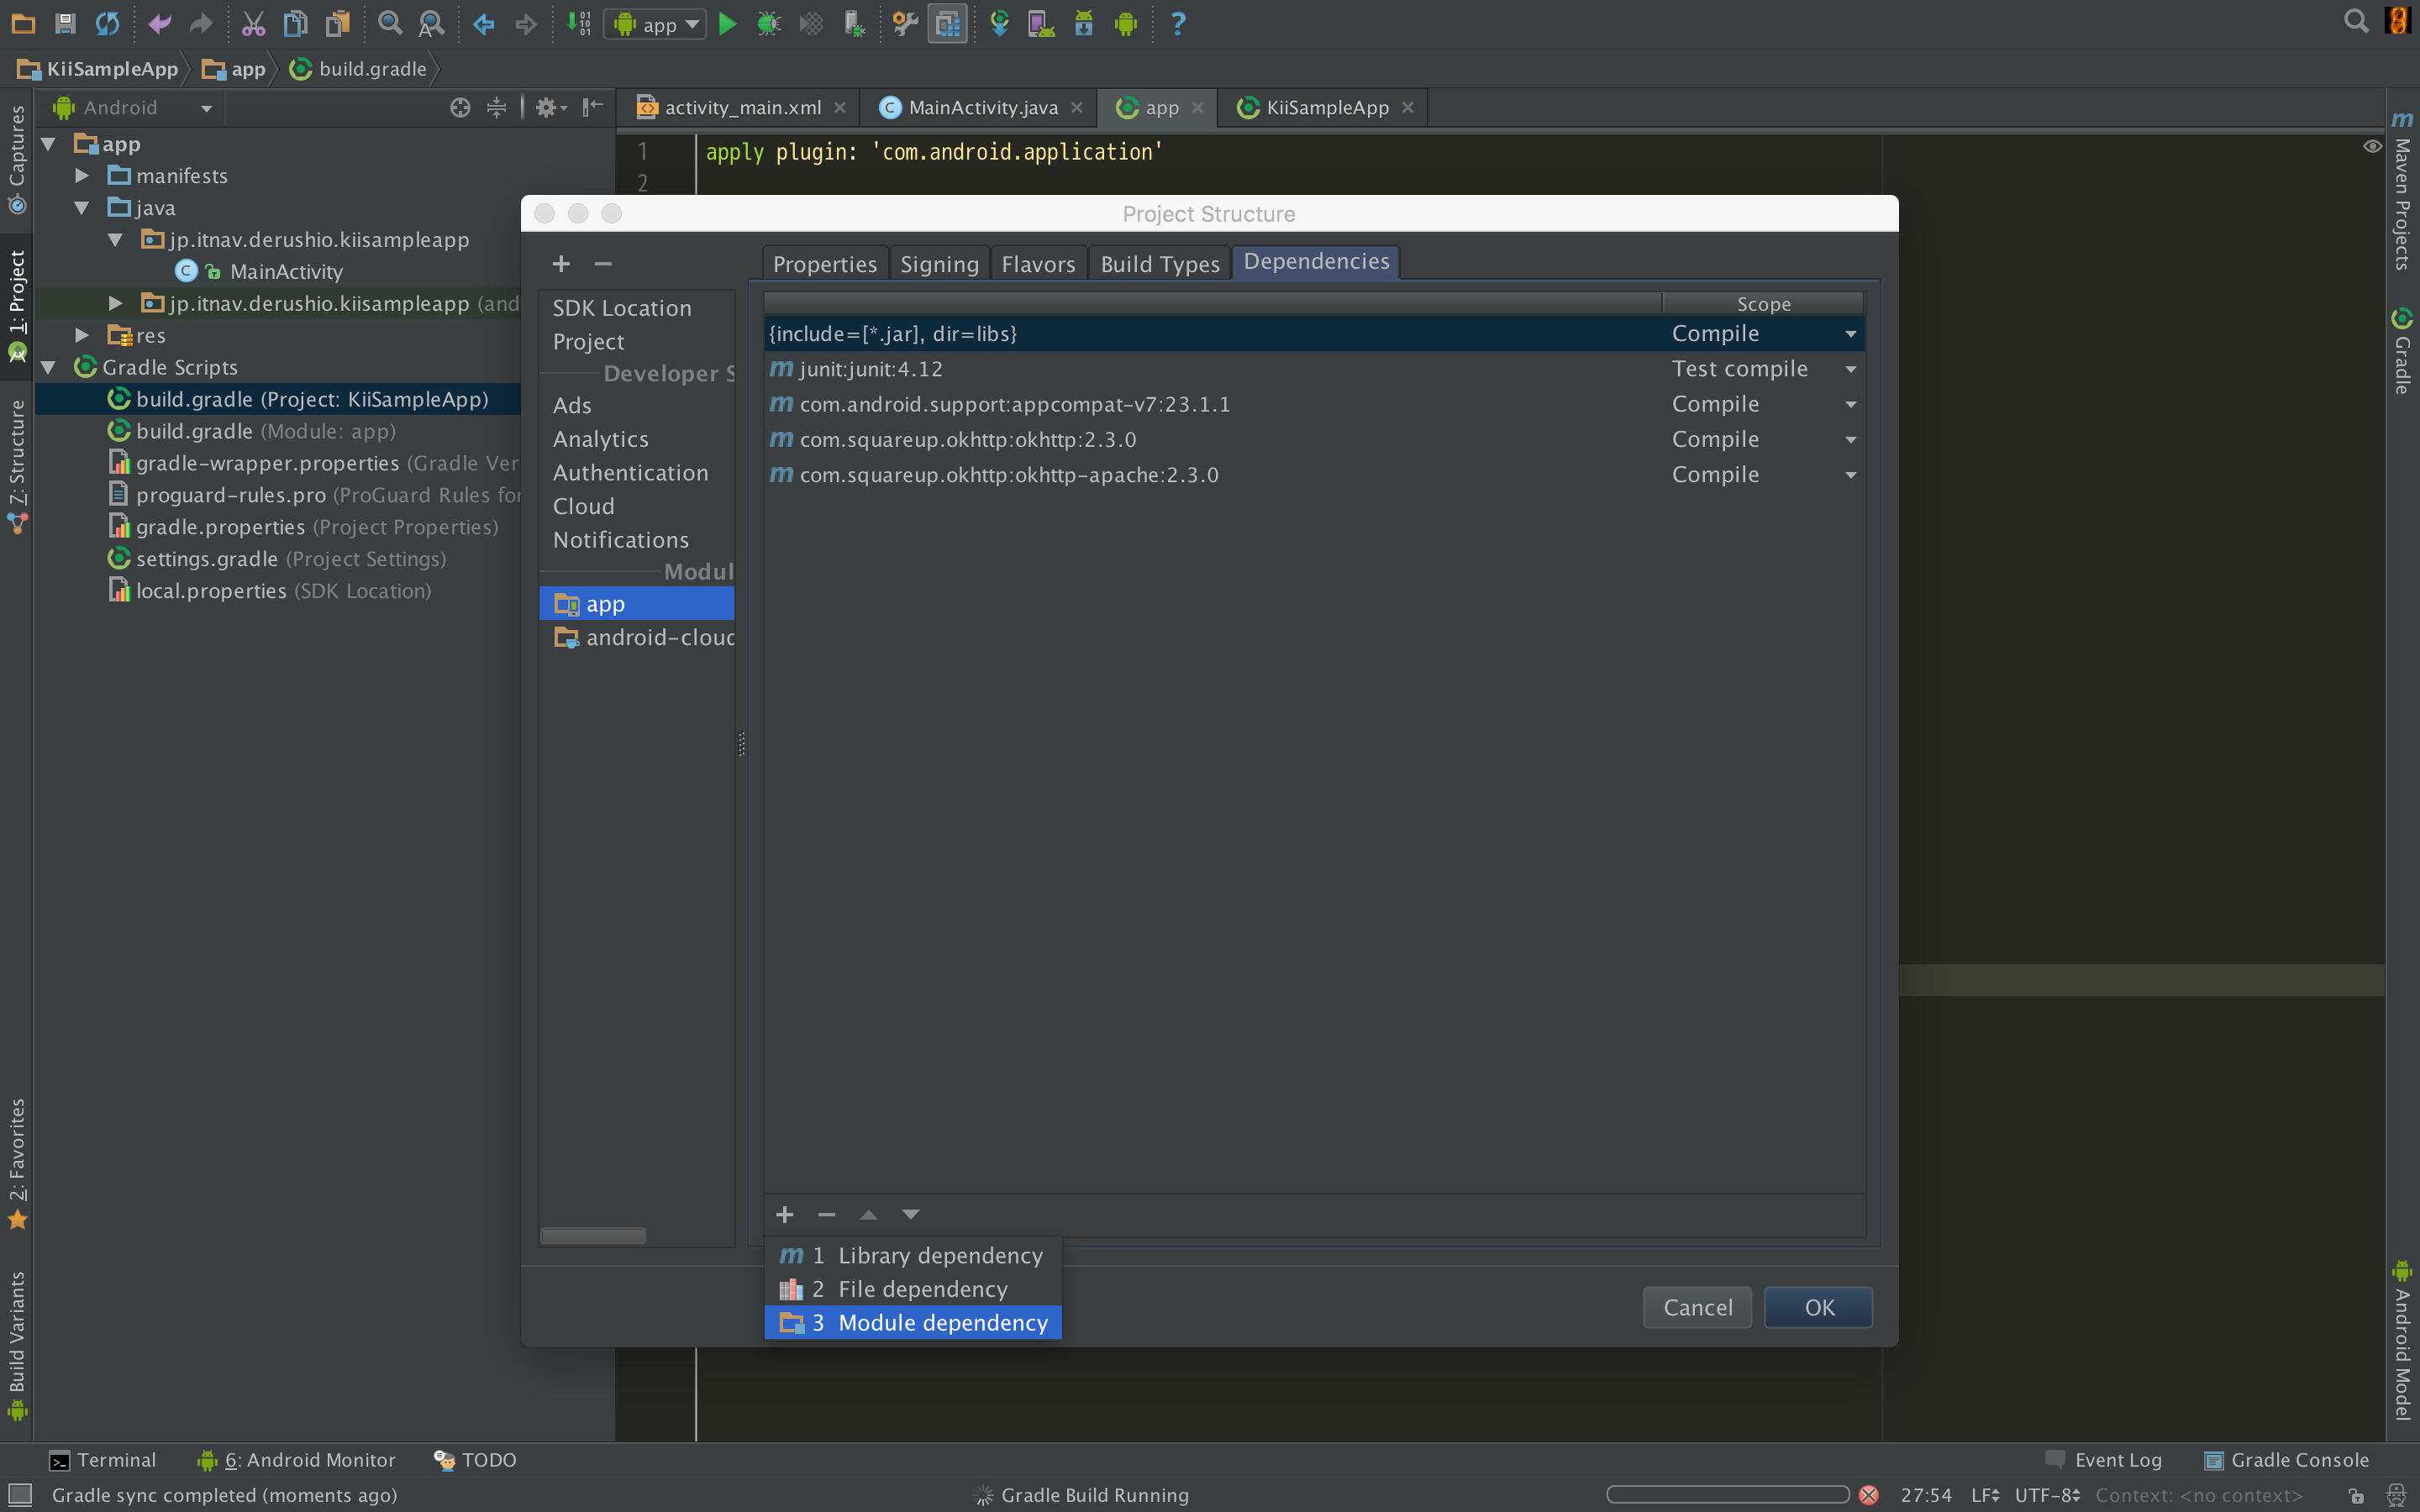 app
KiiSampleApp
app
build.gradle
Android
activity_main.xml
MainActivity.java
app
KiiSampleApp
app
manifests
java
jp.itnav.derushio.kiisampleapp
MainActivity
jp.itnav.derushio.kiisampleapp (and
res
Gradle Scripts
build.gradle (Project: KiiSampleApp)
build.gradle (Module: app)
gradle-wrapper.properties (Gradle Ver
proguard-rules.pro (ProGuard Rules for
gradle.properties (Project Properties)
settings.gradle (Project Settings)
local.properties (SDK Location)
Captures
1: Project
7: Structure
2: Favorites
Build Variants
1 apply plugin: 'com.android.application'
2
Project Structure
SDK Location
Project
Developer S
Ads
Analytics
Authentication
Cloud
Notifications
Modul
app
android-cloud
Properties
Signing
Flavors
Build Types
Dependencies
Scope
{include=[*.jar], dir=libs} Compile
m junit:junit:4.12 Test compile
m com.android.support:appcompat-v7:23.1.1 Compile
m com.squareup.okhttp:okhttp:2.3.0 Compile
m com.squareup.okhttp:okhttp-apache:2.3.0 Compile
m 1 Library dependency
2 File dependency
3 Module dependency
Cancel
OK
m Maven Projects
Gradle
Android Model
Terminal
6: Android Monitor
TODO
Event Log
Gradle Console
Gradle sync completed (moments ago)
Gradle Build Running
27:54
LF
UTF-8
Context: <no context>